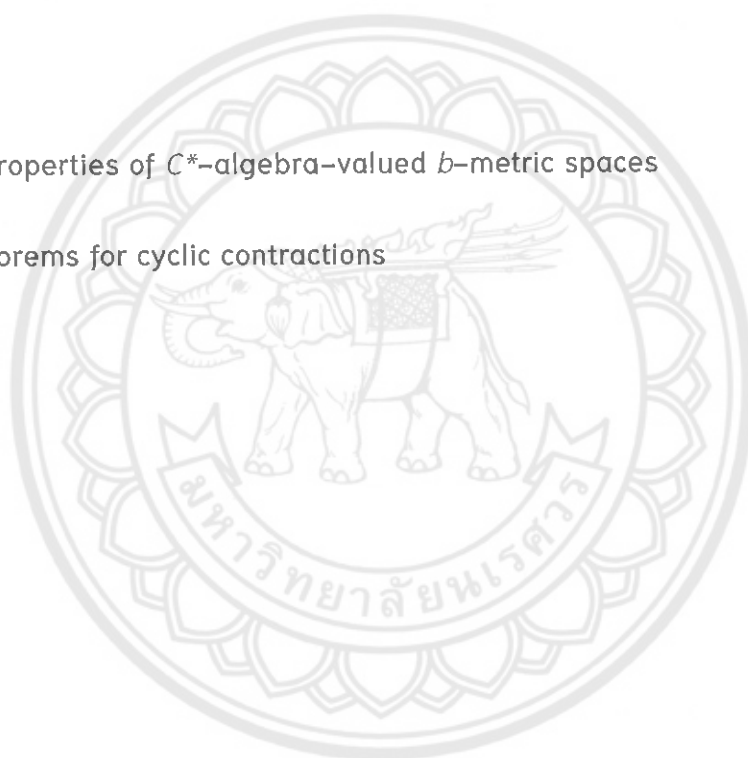 roperties of C*-algebra-valued b-metric spaces
orems for cyclic contractions
มหาวิทยาลัยนเรศวร